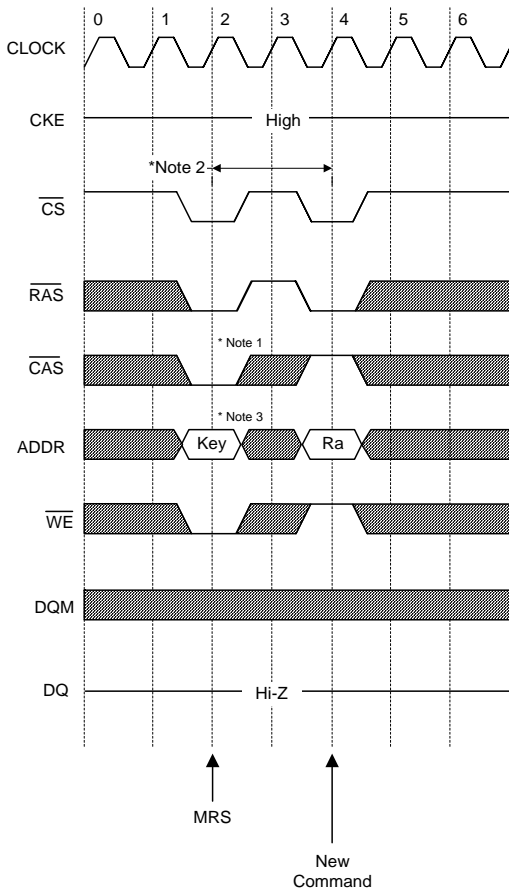 0 1 2 3 4 5 6
CLOCK
CKE
High
*Note 2
CS
RAS
* Note 1
CAS
* Note 3
ADDR
Key
Ra
WE
DQM
DQ
Hi-Z
MRS
New
Command